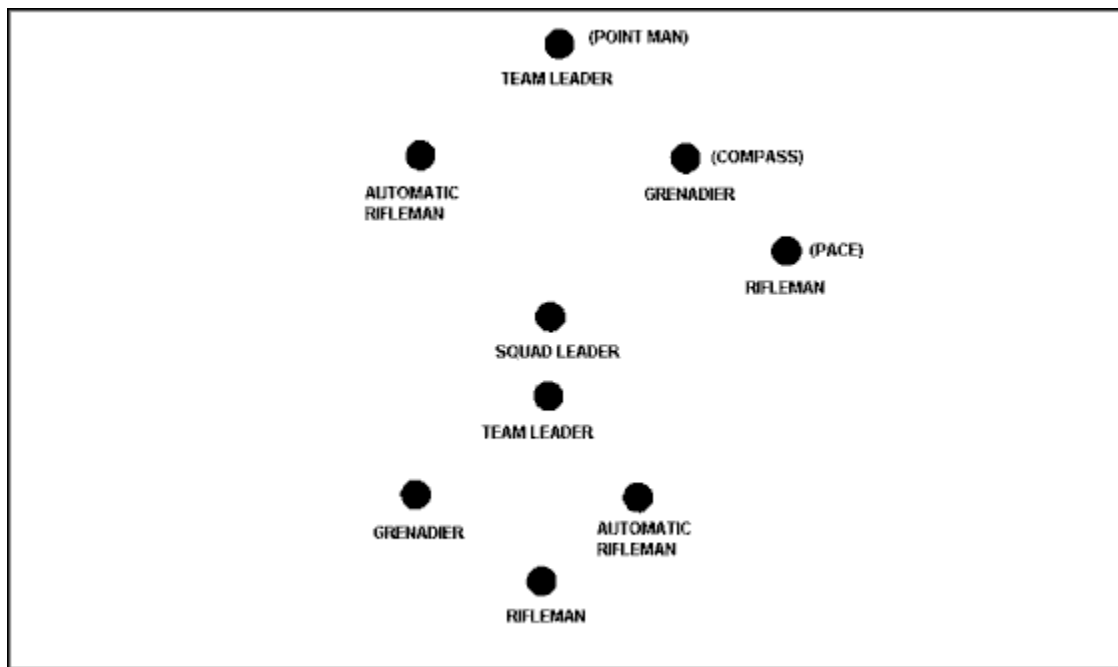 (POINT MAN)
TEAM LEADER
(COMPASS)
AUTOMATIC
RIFLEMAN
GRENADIER
(PACE)
RIFLEMAN
SQUAD LEADER
TEAM LEADER
GRENADIER
AUTOMATIC
RIFLEMAN
RIFLEMAN